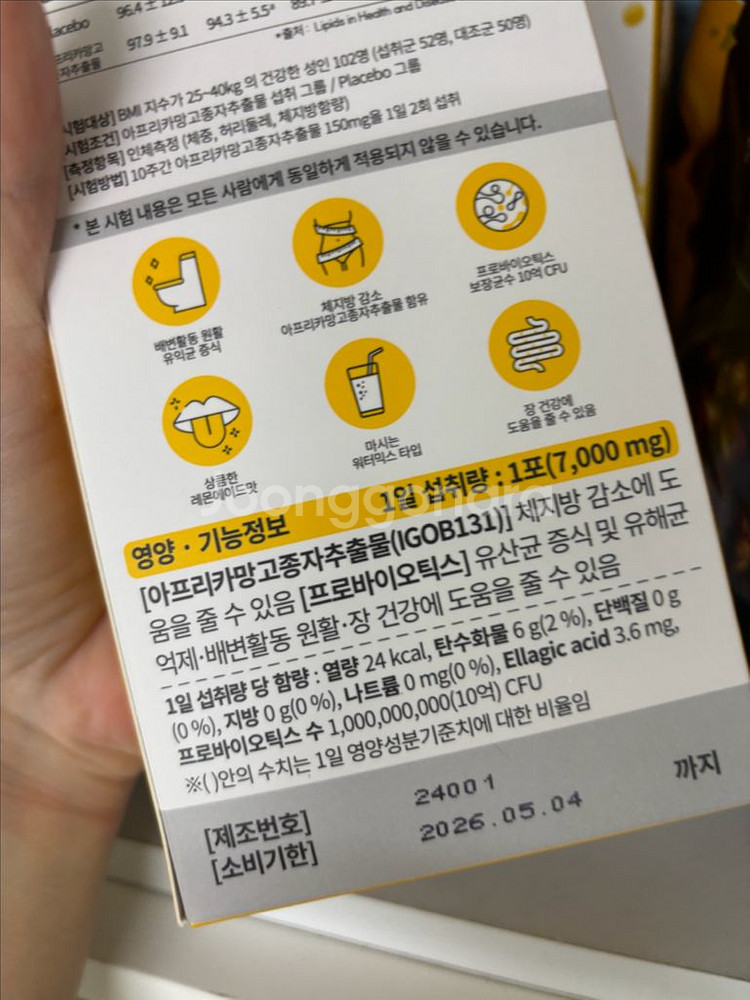 lacebo 96.4 ± 12. 
97.9 ± 9.1 94.3 ± 5.5ª 89.
자추출물
*출처 : Lipids in Health and
시험대상] BMI 지수가 25~40kg 의 건강한 성인 102명 (섭취군 52명, 대조군 50명)
시험조건] 아프리카망고종자추출물 섭취 그룹 / Placebo 그룹
[측정항목] 인체측정 (체중, 허리둘레, 체지방함량)
[시험방법] 10주간 아프리카망고종자추출물 150mg을 1일 2회 섭취
* 본 시험 내용은 모든 사람에게 동일하게 적용되지 않을 수 있습니다.
배변활동 원활
유익균 증식
체지방 감소
아프리카망고종자추출물 함유
프로바이오틱스
보장균수 10억 CFU
상큼한
레몬에이드맛
마시는
워터믹스 타입
장 건강에
도움을 줄 수 있음
soonggongara
영양 · 기능정보 1일 섭취량 : 1포(7,000 mg)
[아프리카망고종자추출물(IGOB131)] 체지방 감소에 도
움을 줄 수 있음 [프로바이오틱스] 유산균 증식 및 유해균
억제·배변활동 원활·장 건강에 도움을 줄 수 있음
1일 섭취량 당 함량 : 열량 24 kcal, 탄수화물 6 g(2 %), 단백질 0 g
(0 %), 지방 0 g(0 %), 나트륨 0 mg(0 %), Ellagic acid 3.6 mg,
프로바이오틱스 수 1,000,000,000(10억) CFU
※( )안의 수치는 1일 영양성분기준치에 대한 비율임
[제조번호] 24001
[소비기한] 2026.05.04 까지